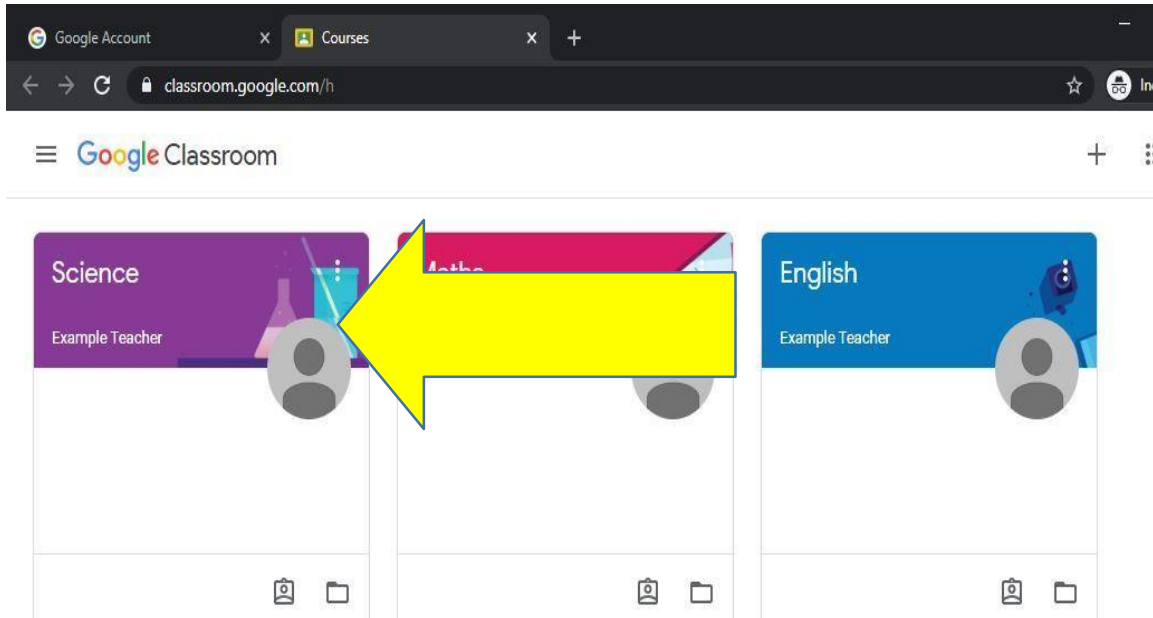 Google Account
Courses
classroom.google.com/h
Google Classroom
Science
Example Teacher
English
Example Teacher